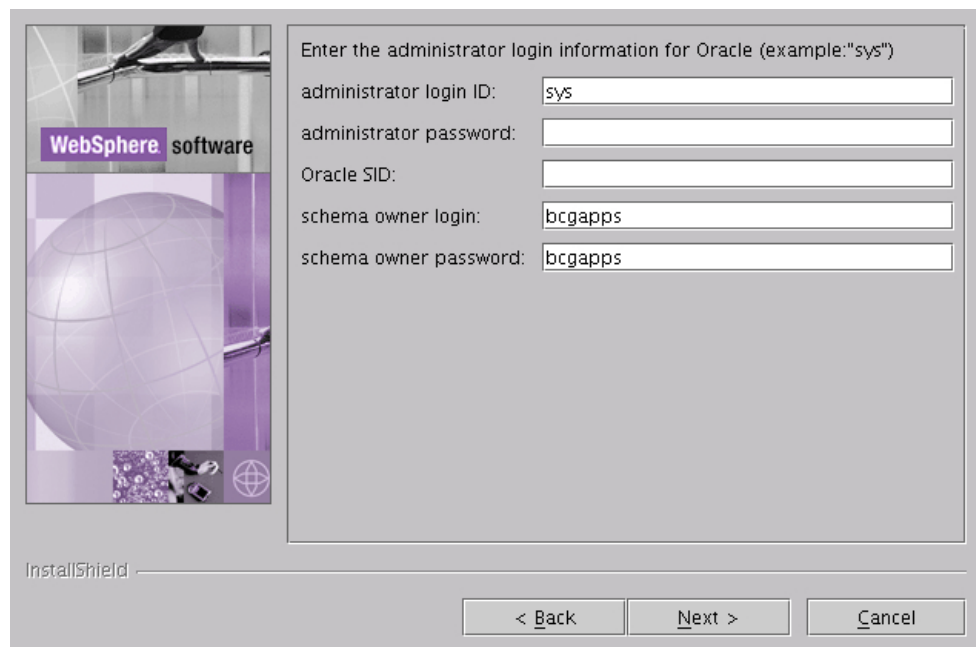 WebSphere software
Enter the administrator login information for Oracle (example:"sys")
administrator login ID: sys
administrator password:
Oracle SID:
schema owner login: bcgapps
schema owner password: bcgapps
InstallShield
< Back Next > Cancel